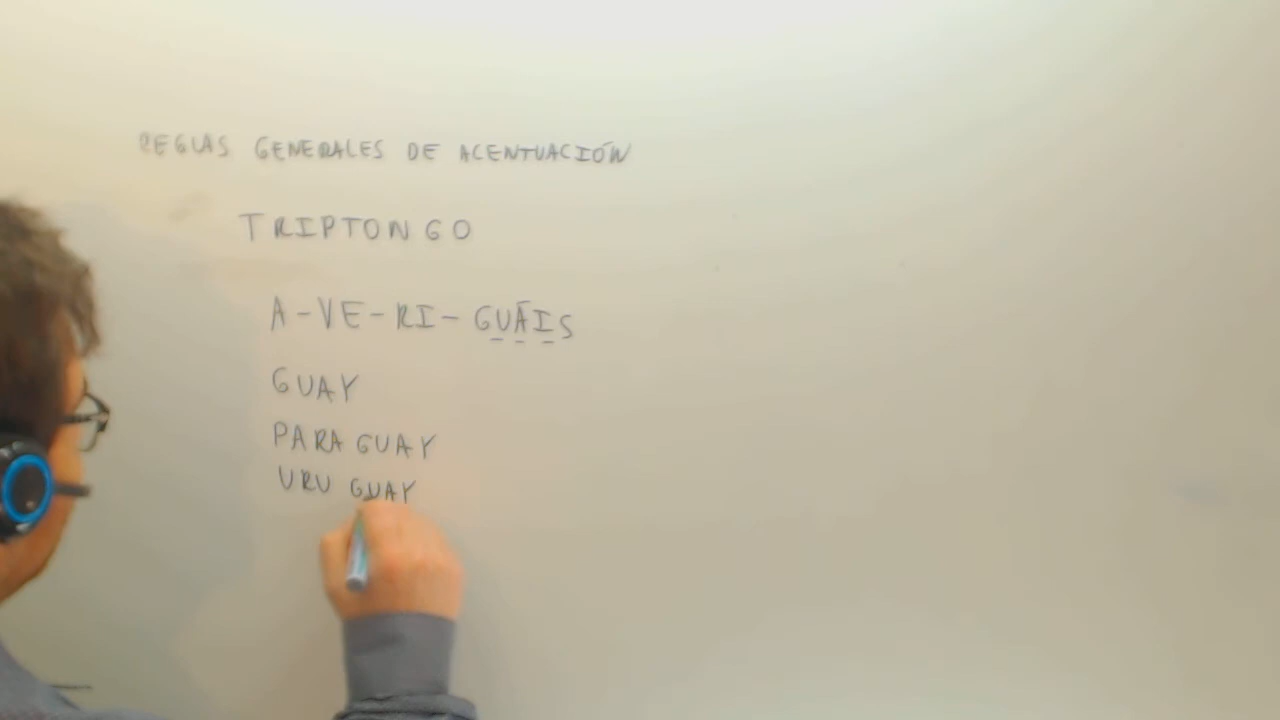 REGLAS GENERALES DE ACENTUACIÓN
TRIPTONGO
A-VE-RI-GUÁIS
GUAY
PARAGUAY
URUGUAY